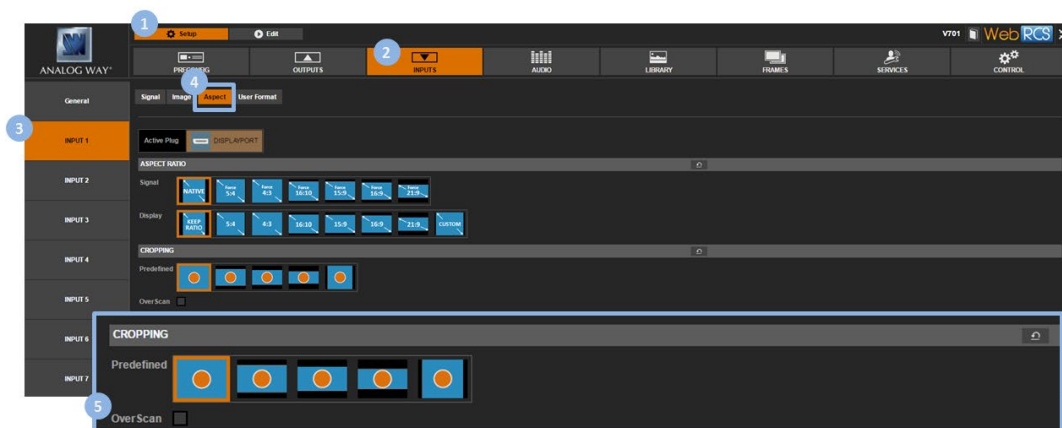 1
Setup
Edit
V701
WebRCS
ANALOG WAY®
PRECONFIG
OUTPUTS
2
INPUTS
AUDIO
LIBRARY
FRAMES
SERVICES
CONTROL
4
General
Signal
Image
Aspect
User Format
3
INPUT 1
Active Plug
DISPLAYPORT
ASPECT RATIO
INPUT 2
Signal
NATIVE
Force 5:4
Force 4:3
Force 16:10
Force 15:9
Force 16:9
Force 21:9
INPUT 3
Display
KEEP RATIO
5:4
4:3
16:10
15:9
16:9
21:9
CUSTOM
CROPPING
INPUT 4
Predefined
INPUT 5
OverScan
INPUT 6
CROPPING
INPUT 7
Predefined
5
OverScan